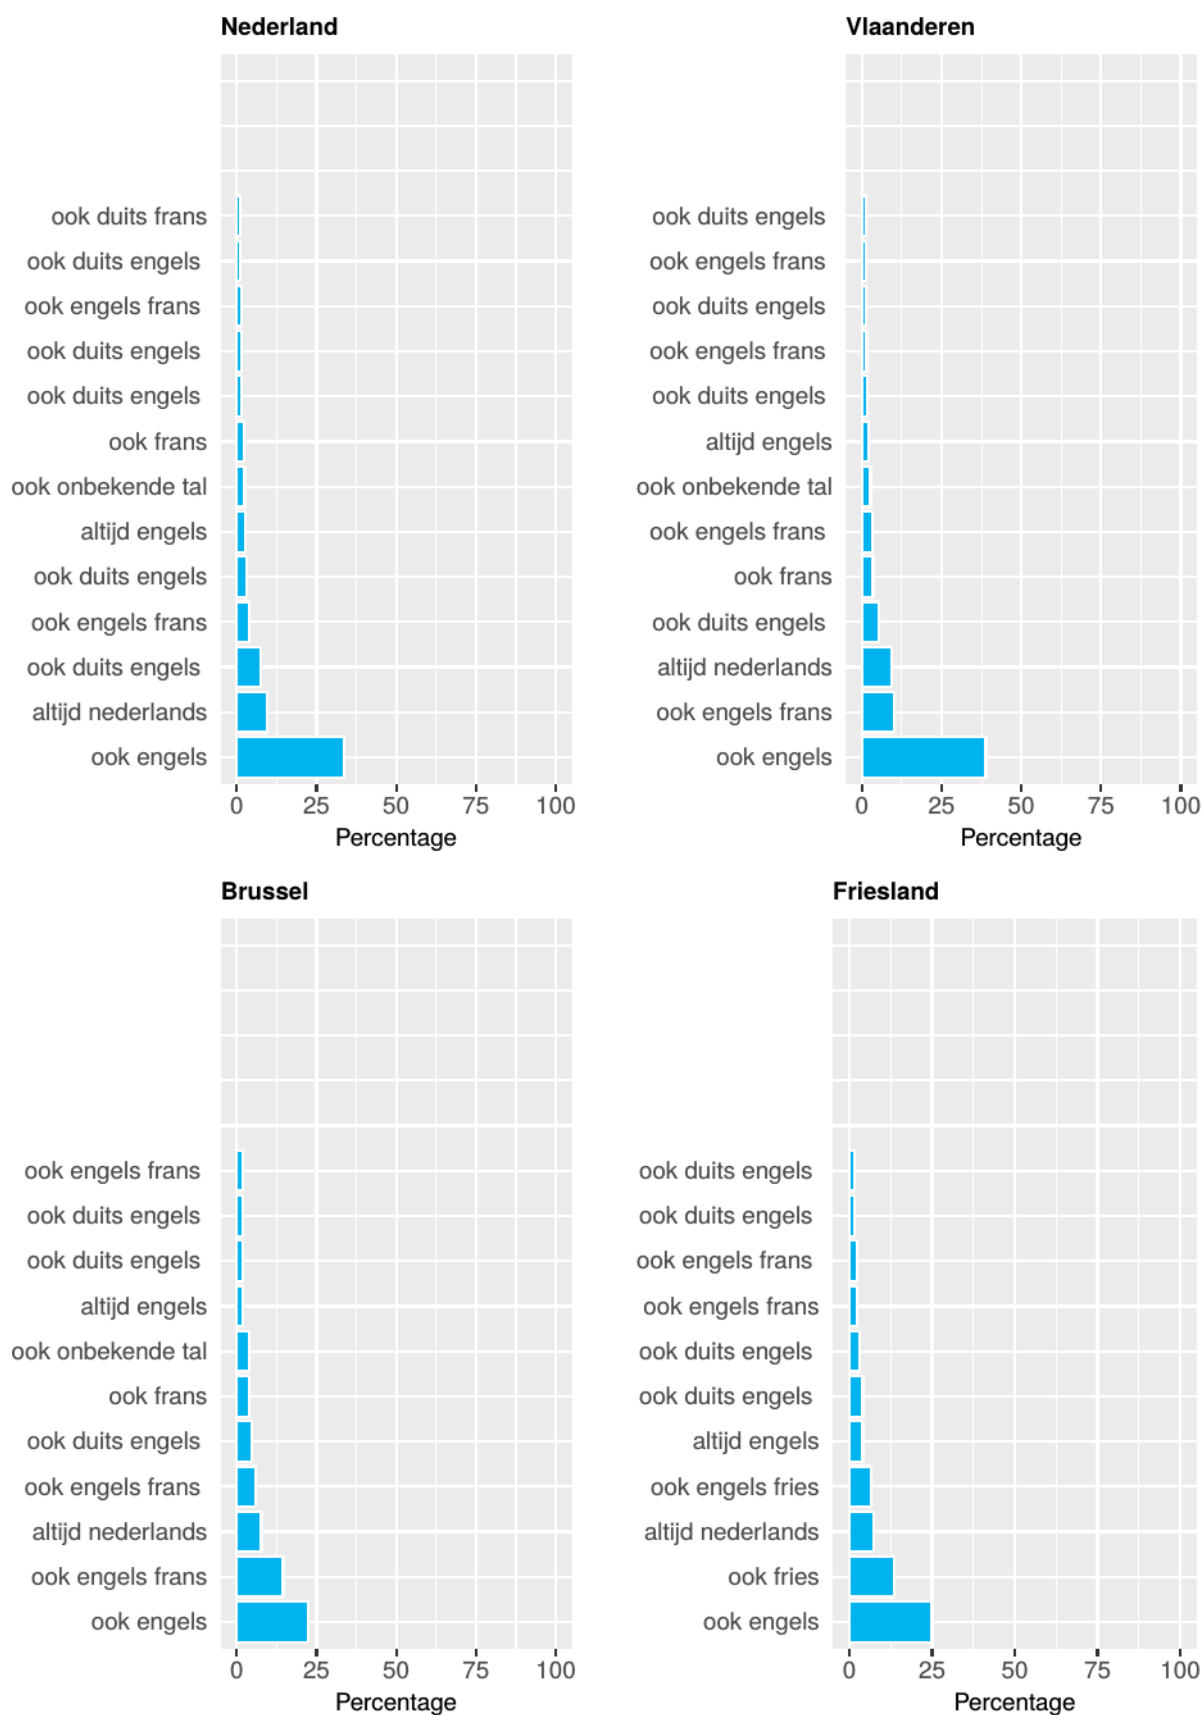 Nederland
ook duits frans
ook duits engels
ook engels frans
ook duits engels
ook duits engels
ook frans
ook onbekende tal
altijd engels
ook duits engels
ook engels frans
ook duits engels
altijd nederlands
ook engels
0 25 50 75 100
Percentage
Vlaanderen
ook duits engels
ook engels frans
ook duits engels
ook engels frans
ook duits engels
altijd engels
ook onbekende tal
ook engels frans
ook frans
ook duits engels
altijd nederlands
ook engels frans
ook engels
0 25 50 75 100
Percentage
Brussel
ook engels frans
ook duits engels
ook duits engels
altijd engels
ook onbekende tal
ook frans
ook duits engels
ook engels frans
altijd nederlands
ook engels frans
ook engels
0 25 50 75 100
Percentage
Friesland
ook duits engels
ook duits engels
ook engels frans
ook engels frans
ook duits engels
ook duits engels
altijd engels
ook engels fries
altijd nederlands
ook fries
ook engels
0 25 50 75 100
Percentage